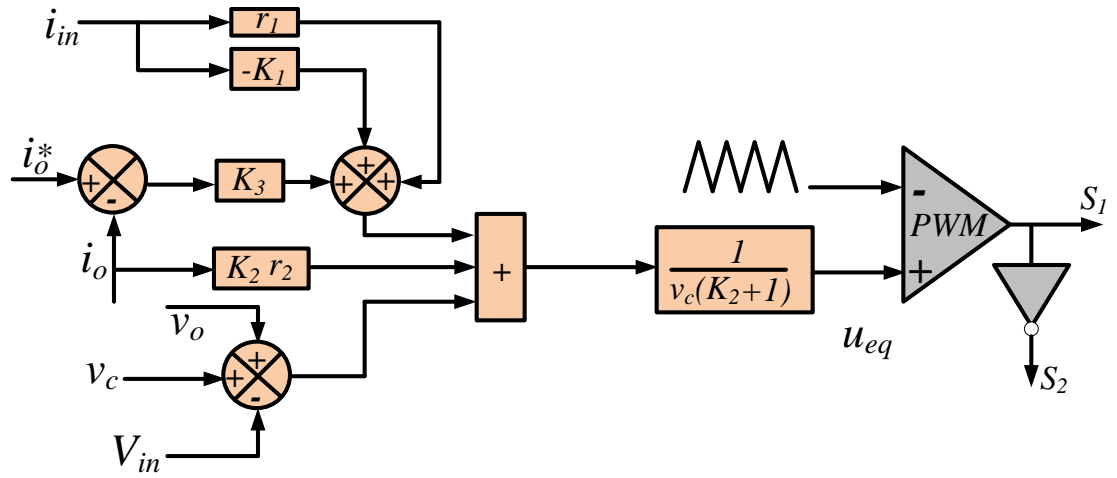 i_in
r_1
-K_1
i_o^*
+
-
K_3
+
+
+
i_o
K_2 r_2
+
v_o
v_c
+
+
-
V_in
1
v_c(K_2+1)
u_eq
-
+
PWM
S_1
S_2